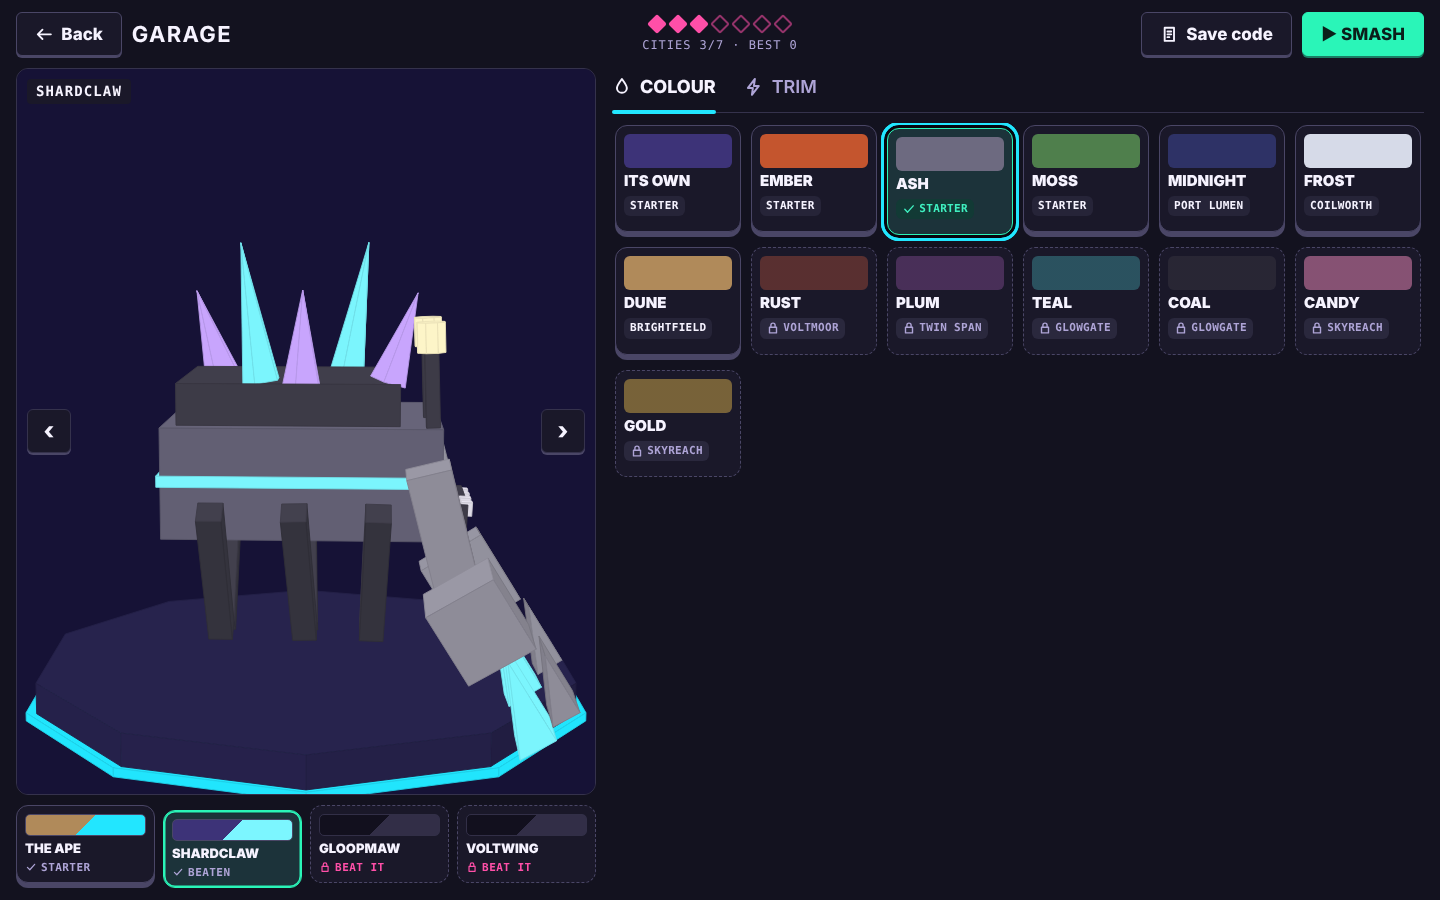 Back
GARAGE
CITIES 3/7 · BEST 0
Save code
SMASH
SHARDCLAW
COLOUR
TRIM
ITS OWN
STARTER
EMBER
STARTER
ASH
STARTER
MOSS
STARTER
MIDNIGHT
PORT LUMEN
FROST
COILWORTH
DUNE
BRIGHTFIELD
RUST
VOLTMOOR
PLUM
TWIN SPAN
TEAL
GLOWGATE
COAL
GLOWGATE
CANDY
SKYREACH
GOLD
SKYREACH
THE APE
STARTER
SHARDCLAW
BEATEN
GLOOPMAW
BEAT IT
VOLTWING
BEAT IT